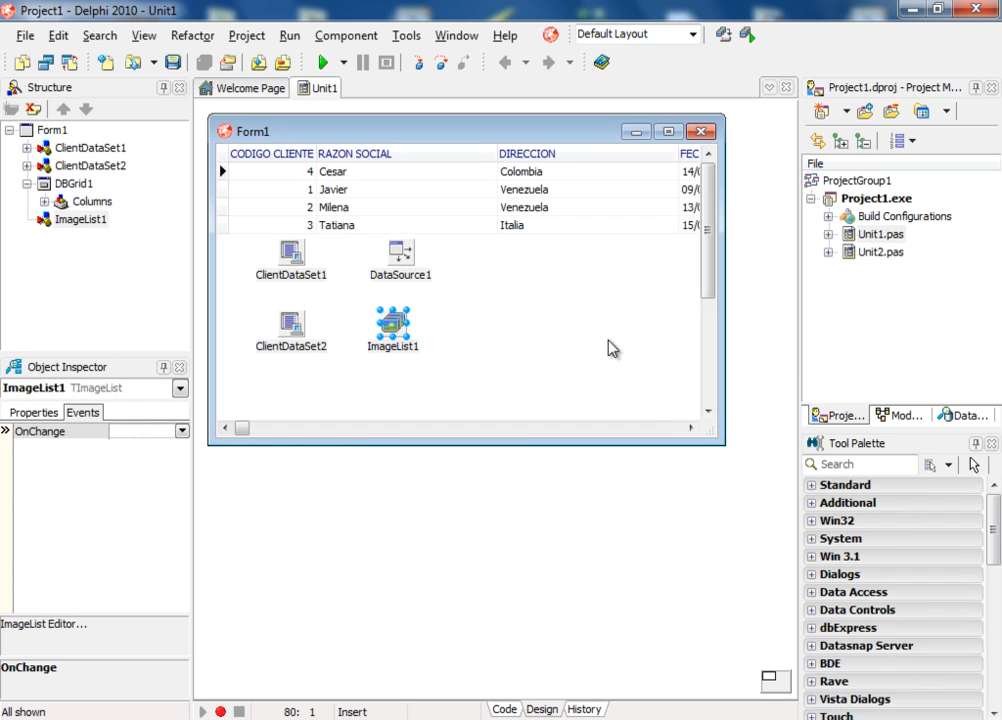 Project1 - Delphi 2010 - Unit1
File Edit Search View Refactor Project Run Component Tools Window Help
Default Layout
Structure
Form1
ClientDataSet1
ClientDataSet2
DBGrid1
Columns
ImageList1
Object Inspector
ImageList1 TImageList
Properties Events
OnChange
ImageList Editor...
OnChange
All shown
Welcome Page Unit1
Form1
CODIGO CLIENTE RAZON SOCIAL DIRECCION FEC
4 Cesar Colombia 14/0
1 Javier Venezuela 09/0
2 Milena Venezuela 13/0
3 Tatiana Italia 15/0
ClientDataSet1 DataSource1
ClientDataSet2 ImageList1
80: 1 Insert Code Design History
Project1.dproj - Project M...
File
ProjectGroup1
Project1.exe
Build Configurations
Unit1.pas
Unit2.pas
Proje... Mod... Data...
Tool Palette
Search
Standard
Additional
Win32
System
Win 3.1
Dialogs
Data Access
Data Controls
dbExpress
Datasnap Server
BDE
Rave
Vista Dialogs
Touch